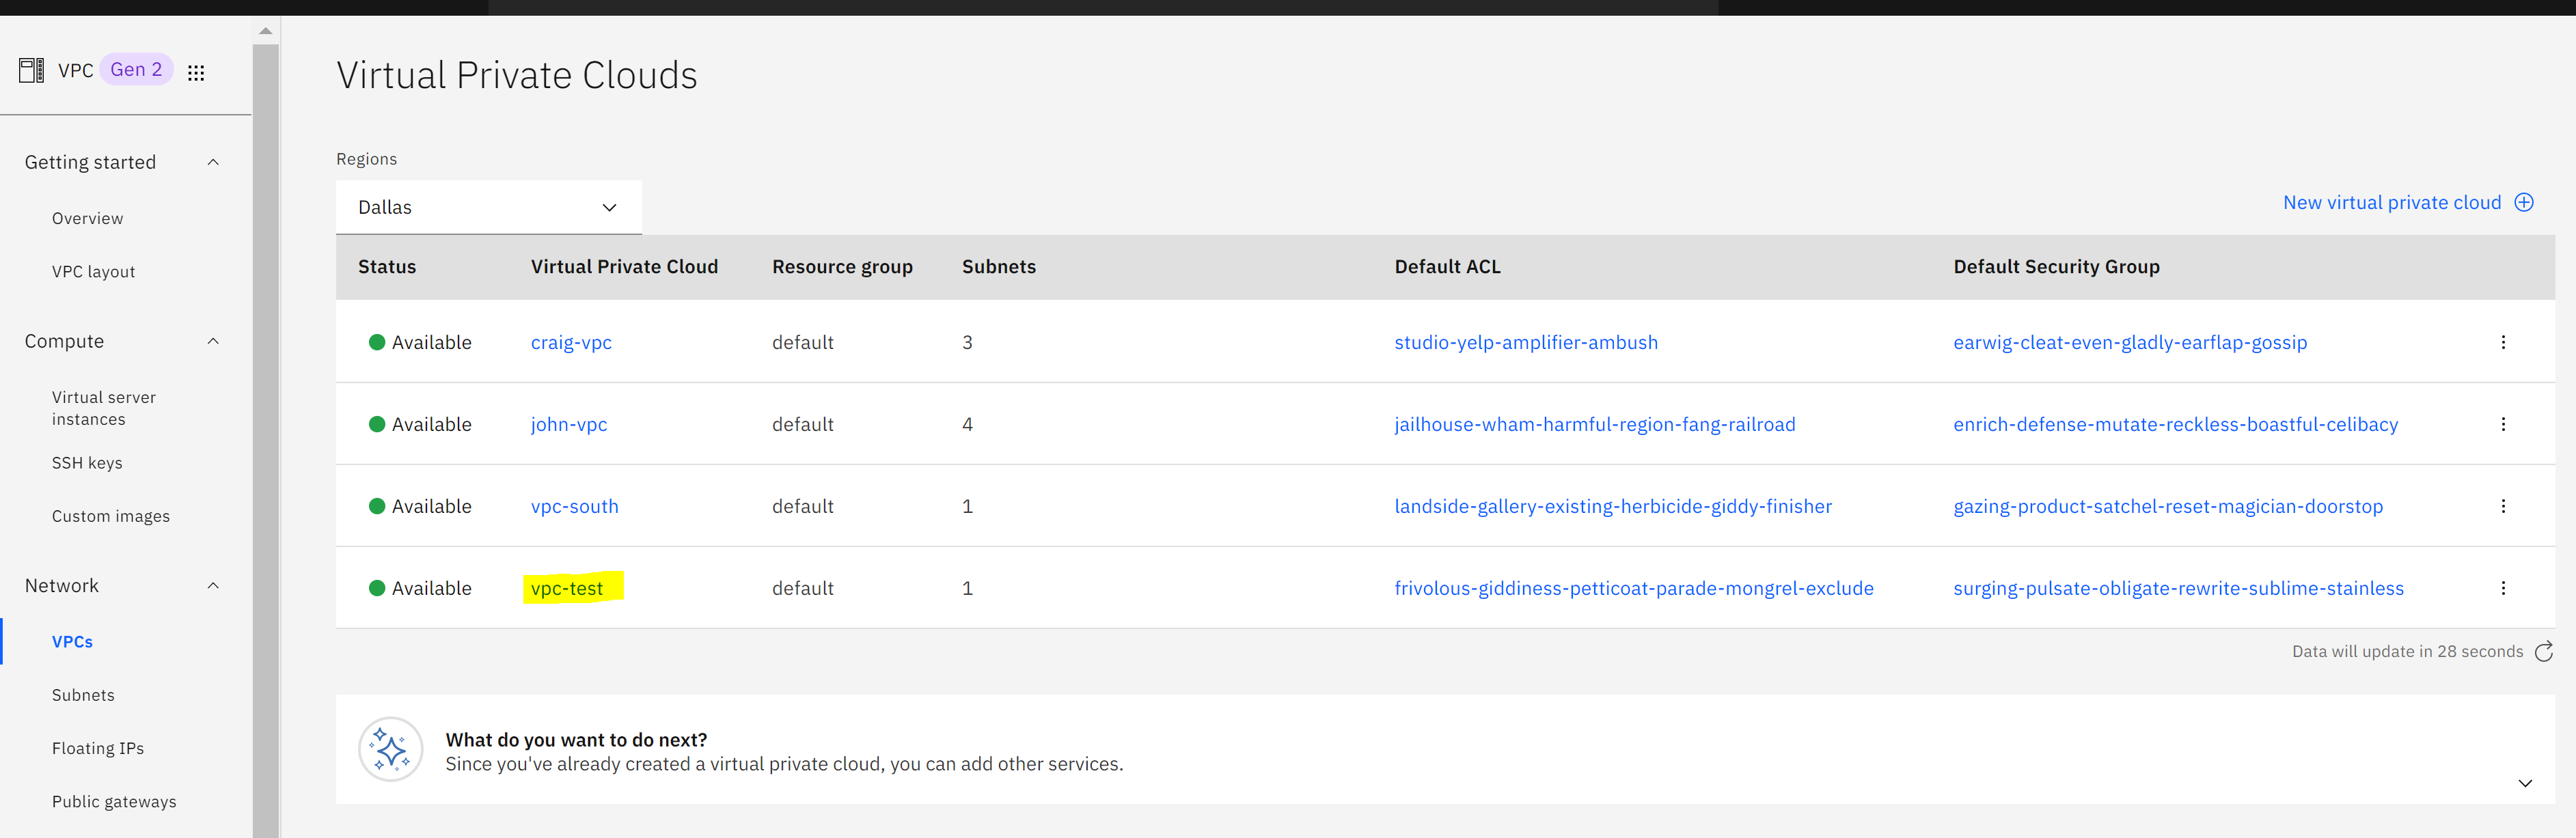 VPC Gen 2
Getting started
Overview
VPC layout
Compute
Virtual server
instances
SSH keys
Custom images
Network
VPCs
Subnets
Floating IPs
Public gateways
Virtual Private Clouds
Regions
Dallas
New virtual private cloud
Status Virtual Private Cloud Resource group Subnets Default ACL Default Security Group
Available craig-vpc default 3 studio-yelp-amplifier-ambush earwig-cleat-even-gladly-earflap-gossip
Available john-vpc default 4 jailhouse-wham-harmful-region-fang-railroad enrich-defense-mutate-reckless-boastful-celibacy
Available vpc-south default 1 landside-gallery-existing-herbicide-giddy-finisher gazing-product-satchel-reset-magician-doorstop
Available vpc-test default 1 frivolous-giddiness-petticoat-parade-mongrel-exclude surging-pulsate-obligate-rewrite-sublime-stainless
Data will update in 28 seconds
What do you want to do next?
Since you've already created a virtual private cloud, you can add other services.